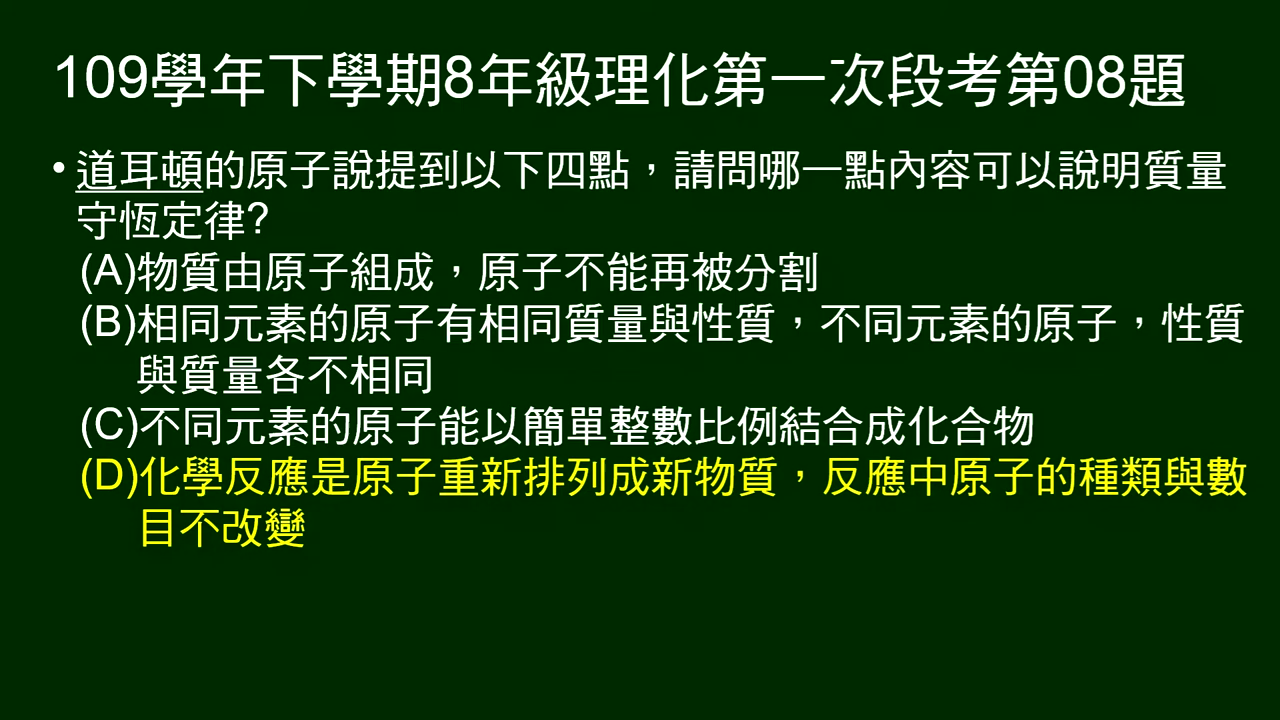 109學年下學期8年級理化第一次段考第08題
• 道耳頓的原子說提到以下四點，請問哪一點內容可以說明質量
守恆定律?
(A)物質由原子組成，原子不能再被分割
(B)相同元素的原子有相同質量與性質，不同元素的原子，性質
與質量各不相同
(C)不同元素的原子能以簡單整數比例結合成化合物
(D)化學反應是原子重新排列成新物質，反應中原子的種類與數
目不改變